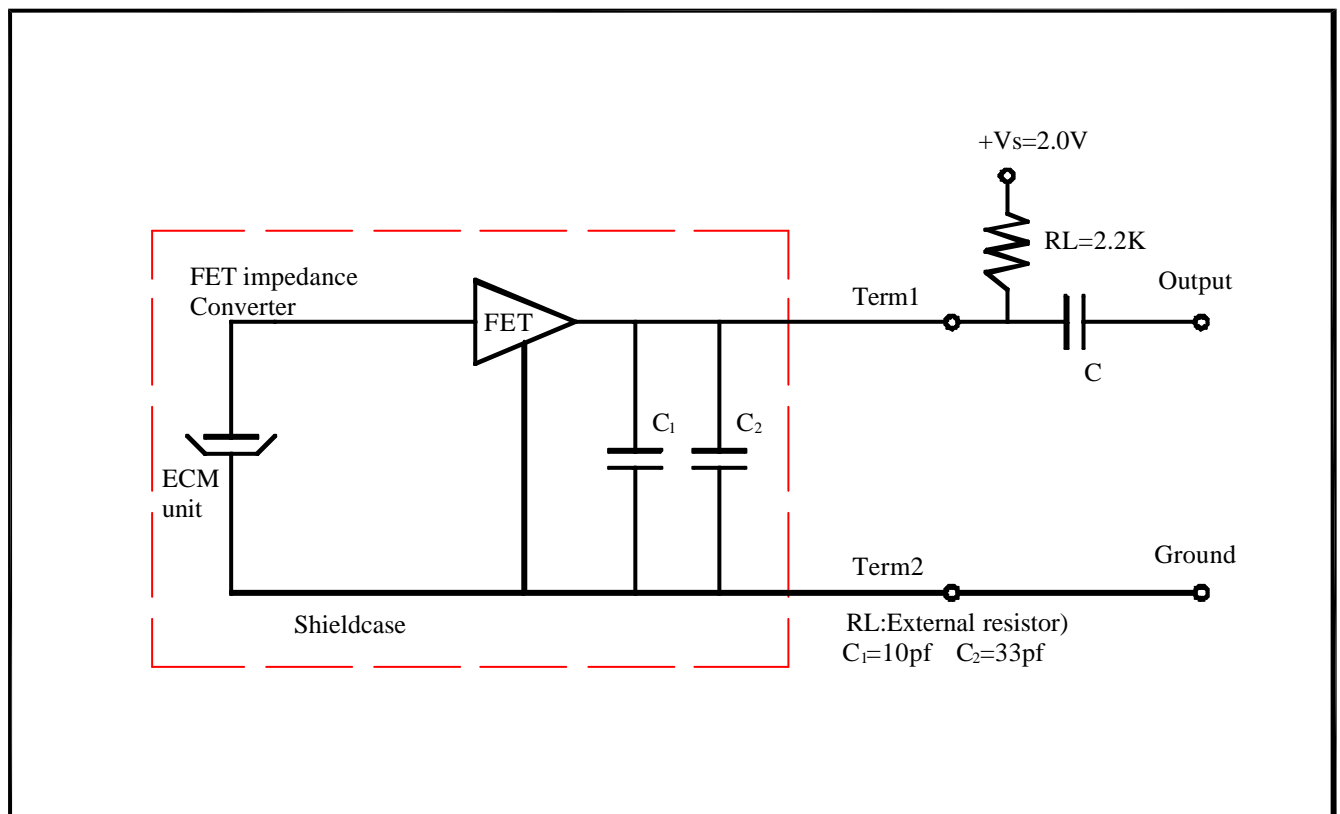 +Vs=2.0V
RL=2.2K
FET impedance
Converter
Term1
Output
FET
C
C1
C2
ECM
unit
Term2
Ground
Shieldcase
RL:External resistor)
C1=10pf C2=33pf